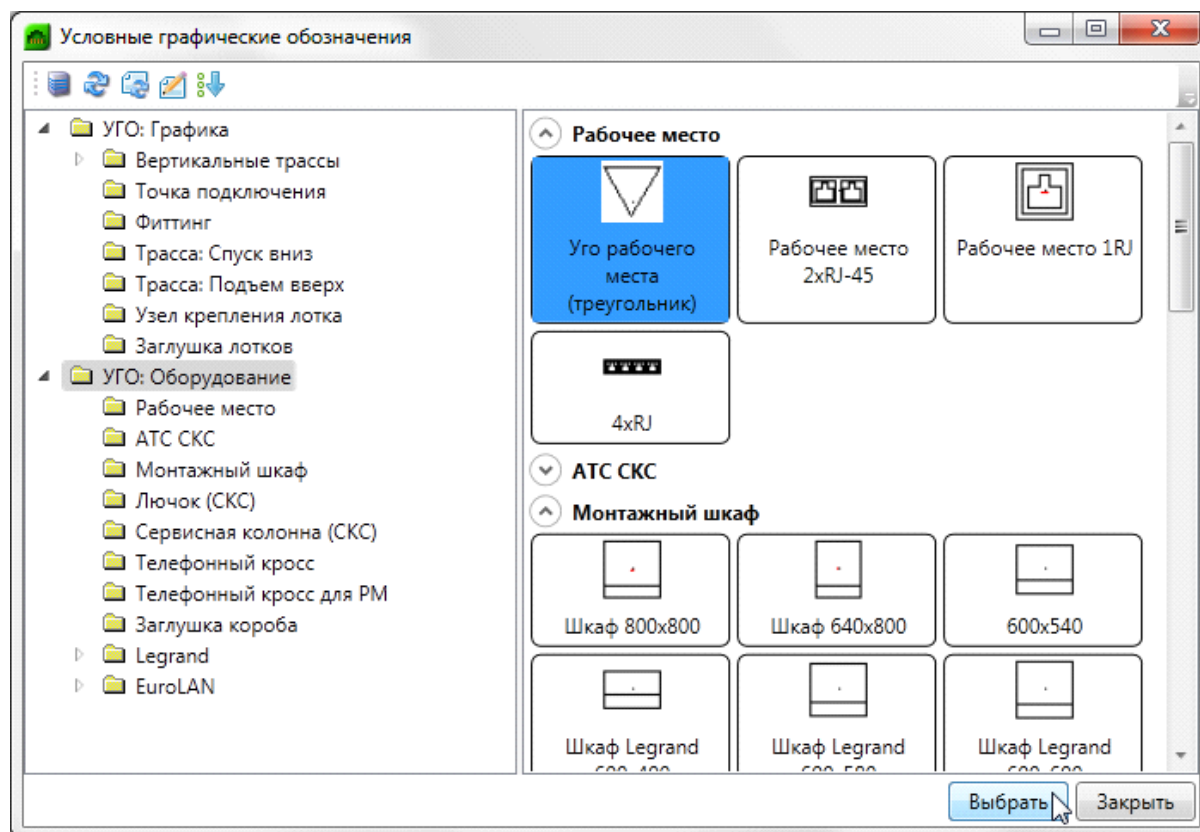 Условные графические обозначения
УГО: Графика
Вертикальные трассы
Точка подключения
Фиттинг
Трасса: Спуск вниз
Трасса: Подъем вверх
Узел крепления лотка
Заглушка лотков
УГО: Оборудование
Рабочее место
АТС СКС
Монтажный шкаф
Лючок (СКС)
Сервисная колонна (СКС)
Телефонный кросс
Телефонный кросс для РМ
Заглушка короба
Legrand
EuroLAN
Рабочее место
Уго рабочего
места
(треугольник)
Рабочее место
2xRJ-45
Рабочее место 1RJ
4xRJ
АТС СКС
Монтажный шкаф
Шкаф 800x800
Шкаф 640x800
600x540
Шкаф Legrand
Шкаф Legrand
Шкаф Legrand
Выбрать
Закрыть